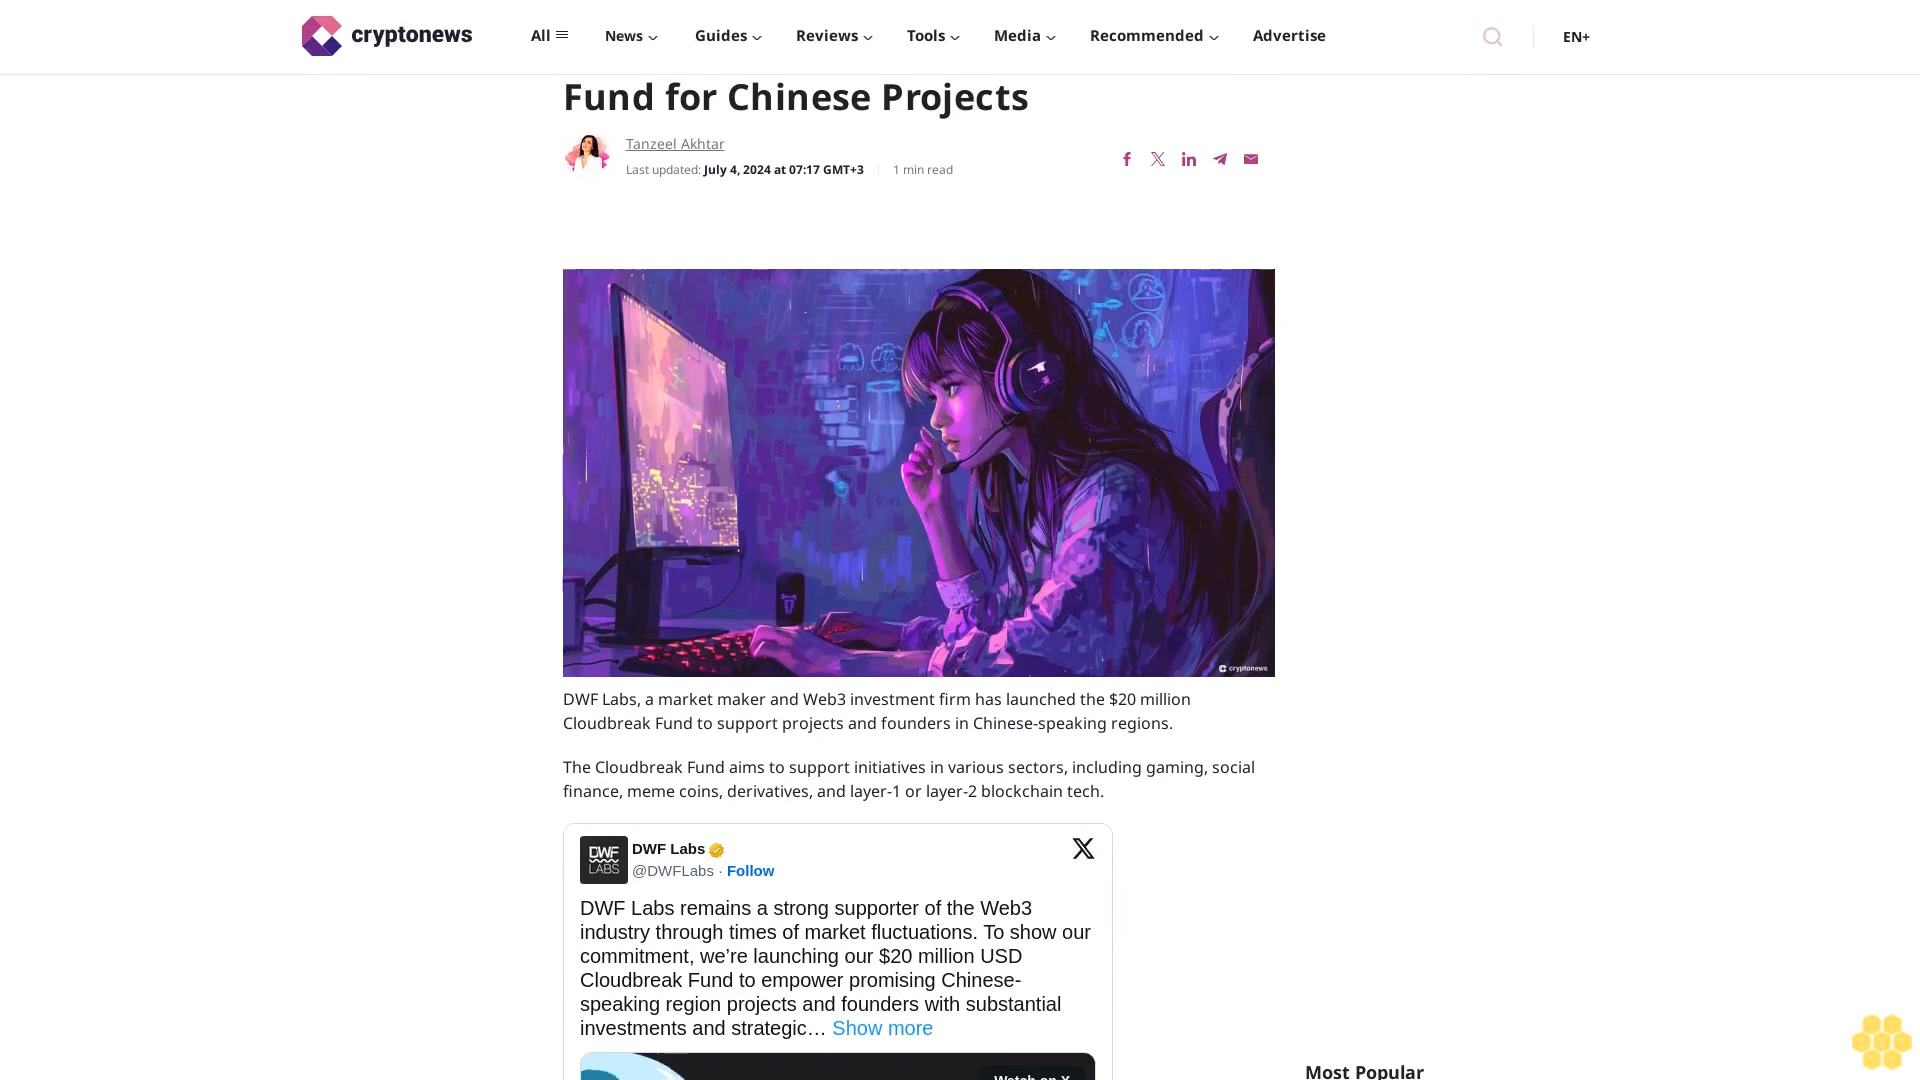 cryptonews
All
News
Guides
Reviews
Tools
Media
Recommended
Advertise
EN+
Fund for Chinese Projects
Tanzeel Akhtar
Last updated: July 4, 2024 at 07:17 GMT+3
1 min read
cryptonews
DWF Labs, a market maker and Web3 investment firm has launched the $20 million
Cloudbreak Fund to support projects and founders in Chinese-speaking regions.
The Cloudbreak Fund aims to support initiatives in various sectors, including gaming, social
finance, meme coins, derivatives, and layer-1 or layer-2 blockchain tech.
DWF
LABS
DWF Labs
@DWFLabs · Follow
DWF Labs remains a strong supporter of the Web3
industry through times of market fluctuations. To show our
commitment, we’re launching our $20 million USD
Cloudbreak Fund to empower promising Chinese-
speaking region projects and founders with substantial
investments and strategic… Show more
Watch on X
Most Popular